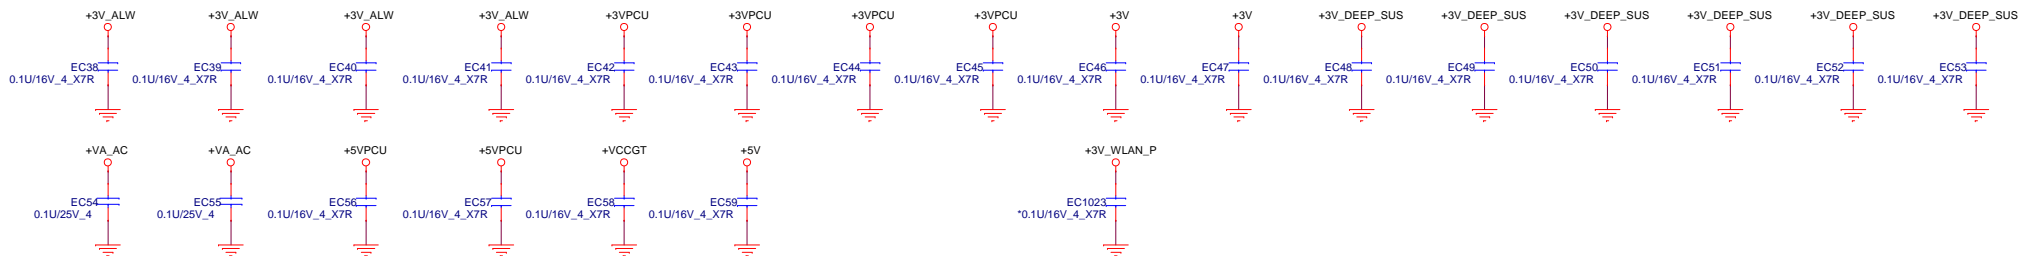 +3V_ALW +3V_ALW +3V_ALW +3V_ALW +3VPCU +3VPCU +3VPCU +3VPCU +3V +3V +3V_DEEP_SUS +3V_DEEP_SUS +3V_DEEP_SUS +3V_DEEP_SUS +3V_DEEP_SUS +3V_DEEP_SUS
EC38 EC39 EC40 EC41 EC42 EC43 EC44 EC45 EC46 EC47 EC48 EC49 EC50 EC51 EC52 EC53
0.1U/16V_4_X7R 0.1U/16V_4_X7R 0.1U/16V_4_X7R 0.1U/16V_4_X7R 0.1U/16V_4_X7R 0.1U/16V_4_X7R 0.1U/16V_4_X7R 0.1U/16V_4_X7R 0.1U/16V_4_X7R 0.1U/16V_4_X7R 0.1U/16V_4_X7R 0.1U/16V_4_X7R 0.1U/16V_4_X7R 0.1U/16V_4_X7R 0.1U/16V_4_X7R 0.1U/16V_4_X7R
+VA_AC +VA_AC +5VPCU +5VPCU +VCCGT +5V +3V_WLAN_P
EC54 EC55 EC56 EC57 EC58 EC59 EC1023
0.1U/25V_4 0.1U/25V_4 0.1U/16V_4_X7R 0.1U/16V_4_X7R 0.1U/16V_4_X7R 0.1U/16V_4_X7R *0.1U/16V_4_X7R